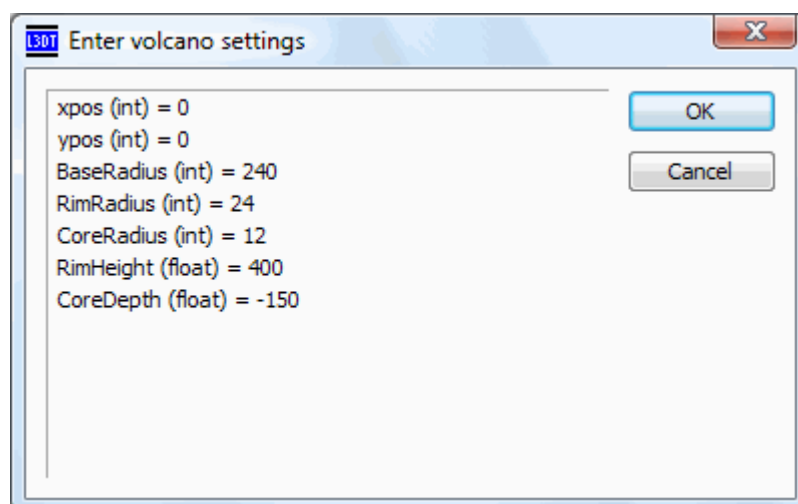 L3DT Enter volcano settings
xpos (int) = 0
ypos (int) = 0
BaseRadius (int) = 240
RimRadius (int) = 24
CoreRadius (int) = 12
RimHeight (float) = 400
CoreDepth (float) = -150
OK
Cancel